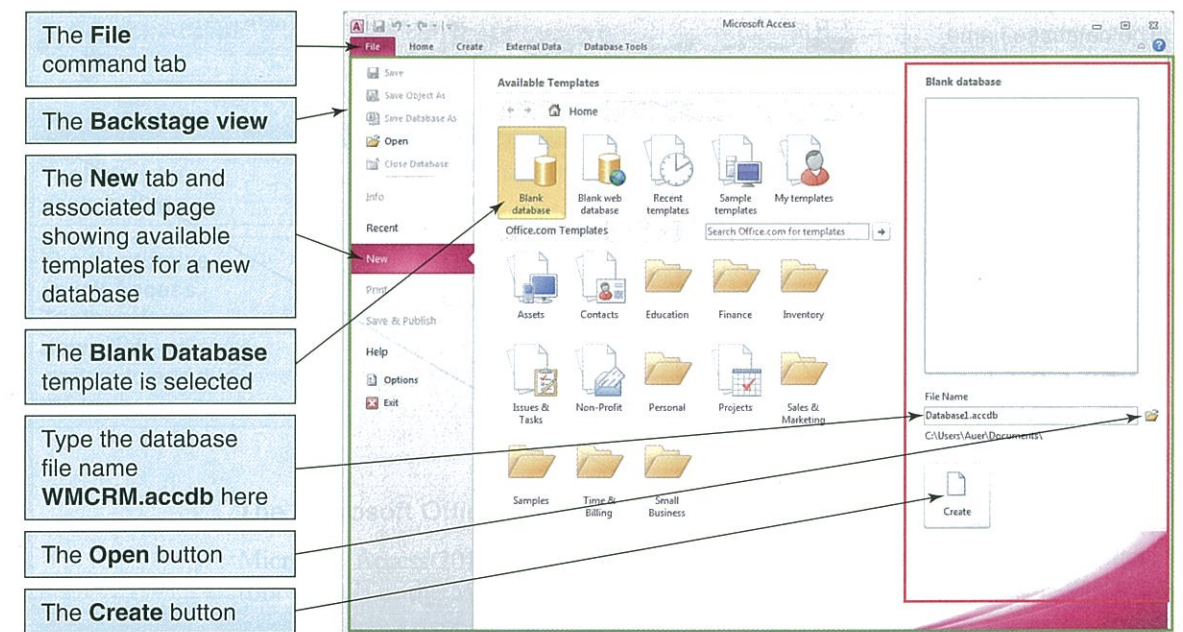 The File
command tab
The Backstage view
The New tab and
associated page
showing available
templates for a new
database
The Blank Database
template is selected
Type the database
file name
WMCRM.accdb here
The Open button
The Create button
Microsoft Access
File Home Create External Data Database Tools
Save
Save Object As
Save Database As
Open
Close Database
Info
Recent
New
Print
Save & Publish
Help
Options
Exit
Available Templates
Home
Blank
database
Blank web
database
Recent
templates
Sample
templates
My templates
Office.com Templates
Search Office.com for templates
Assets
Contacts
Education
Finance
Inventory
Issues &
Tasks
Non-Profit
Personal
Projects
Sales &
Marketing
Samples
Time &
Billing
Small
Business
Blank database
File Name
Database1.accdb
C:\Users\Auer\Documents\
Create